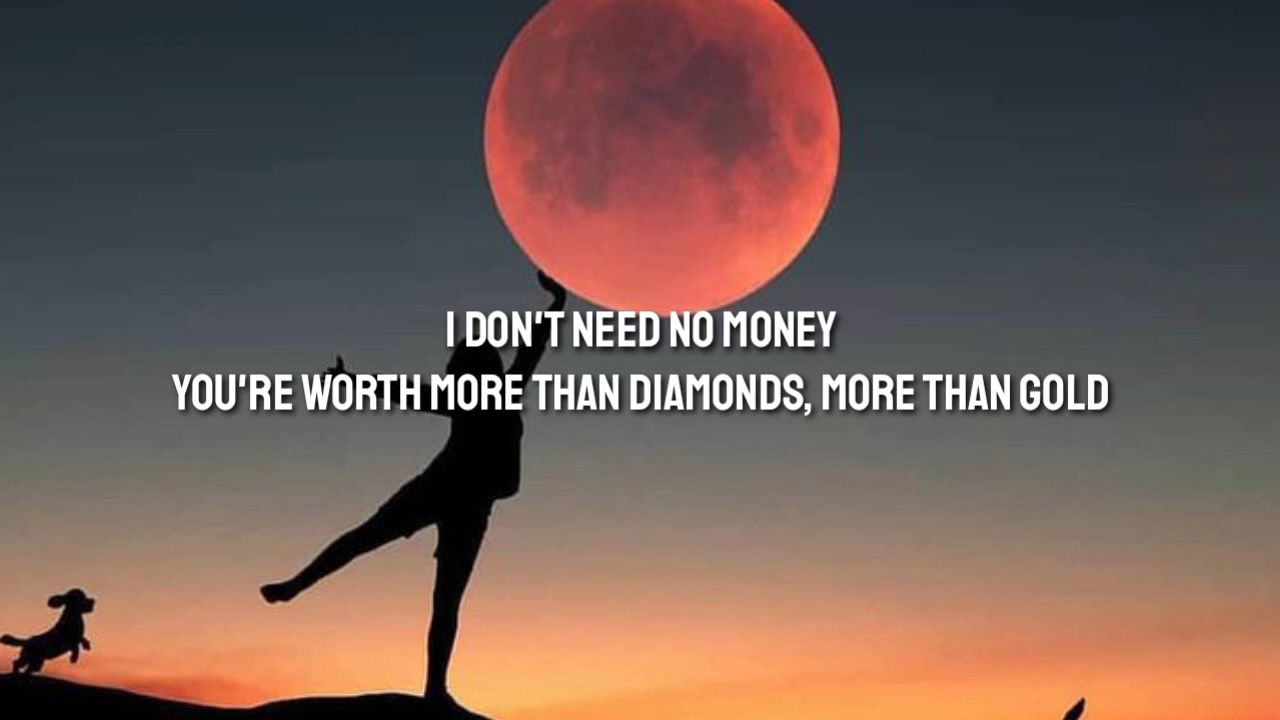 I DON'T NEED NO MONEY
YOU'RE WORTH MORE THAN DIAMONDS, MORE THAN GOLD